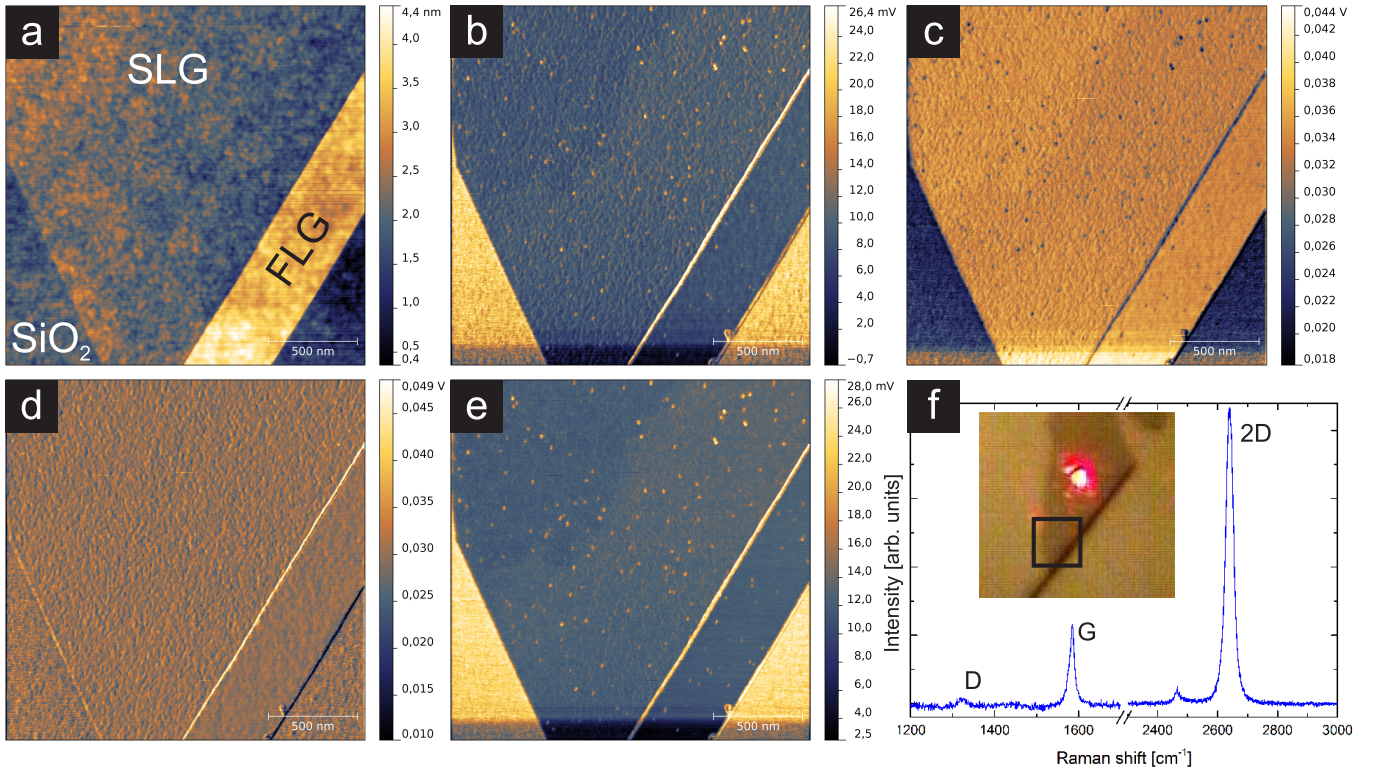 a
SLG
FLG
SiO2
500 nm
4,4 nm
4,0
3,5
3,0
2,5
2,0
1,5
1,0
0,5
0,4
b
500 nm
26,4 mV
24,0
22,0
20,0
18,0
16,0
14,0
12,0
10,0
8,0
6,0
4,0
2,0
−0,7
c
500 nm
0,044 V
0,042
0,040
0,038
0,036
0,034
0,032
0,030
0,028
0,026
0,024
0,022
0,020
0,018
d
500 nm
0,049 V
0,045
0,040
0,035
0,030
0,025
0,020
0,015
0,010
e
500 nm
28,0 mV
26,0
24,0
22,0
20,0
18,0
16,0
14,0
12,0
10,0
8,0
6,0
4,0
2,5
f
2D
G
D
Intensity [arb. units]
1200 1400 1600 2400 2600 2800 3000
Raman shift [cm-1]